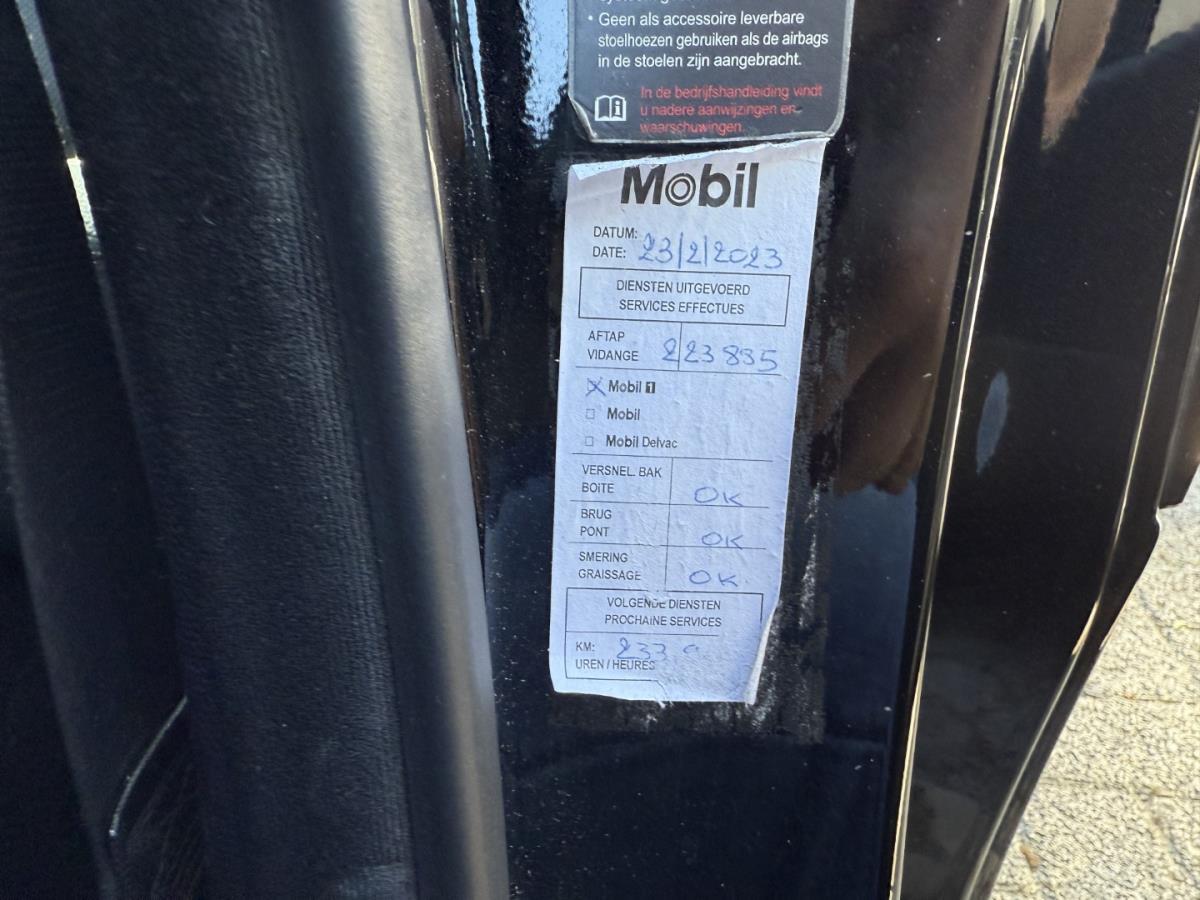 • Geen als accessoire leverbare
stoelhoezen gebruiken als de airbags
in de stoelen zijn aangebracht.
In de bedrijfshandleiding vindt
u nadere aanwijzingen en
waarschuwingen.
Mobil
DATUM:
DATE: 23/2/2023
DIENSTEN UITGEVOERD
SERVICES EFFECTUES
AFTAP
VIDANGE 223835
X Mobil 1
□ Mobil
□ Mobil Delvac
VERSNEL. BAK
BOITE OK
BRUG
PONT OK
SMERING
GRAISSAGE OK
VOLGENDE DIENSTEN
PROCHAINE SERVICES
KM: 233
UREN / HEURES